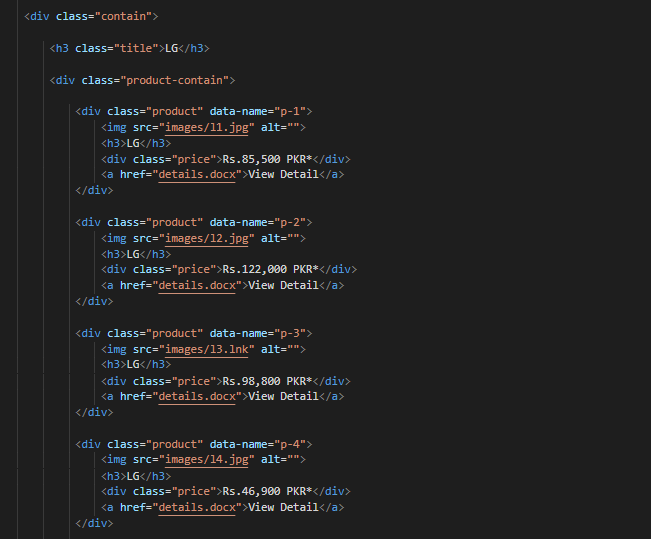 <div class="contain">
<h3 class="title">LG</h3>
<div class="product-contain">
<div class="product" data-name="p-1">
<img src="images/l1.jpg" alt="">
<h3>LG</h3>
<div class="price">Rs.85,500 PKR*</div>
<a href="details.docx">View Detail</a>
</div>
<div class="product" data-name="p-2">
<img src="images/l2.jpg" alt="">
<h3>LG</h3>
<div class="price">Rs.122,000 PKR*</div>
<a href="details.docx">View Detail</a>
</div>
<div class="product" data-name="p-3">
<img src="images/l3.lnk" alt="">
<h3>LG</h3>
<div class="price">Rs.98,800 PKR*</div>
<a href="details.docx">View Detail</a>
</div>
<div class="product" data-name="p-4">
<img src="images/l4.jpg" alt="">
<h3>LG</h3>
<div class="price">Rs.46,900 PKR*</div>
<a href="details.docx">View Detail</a>
</div>